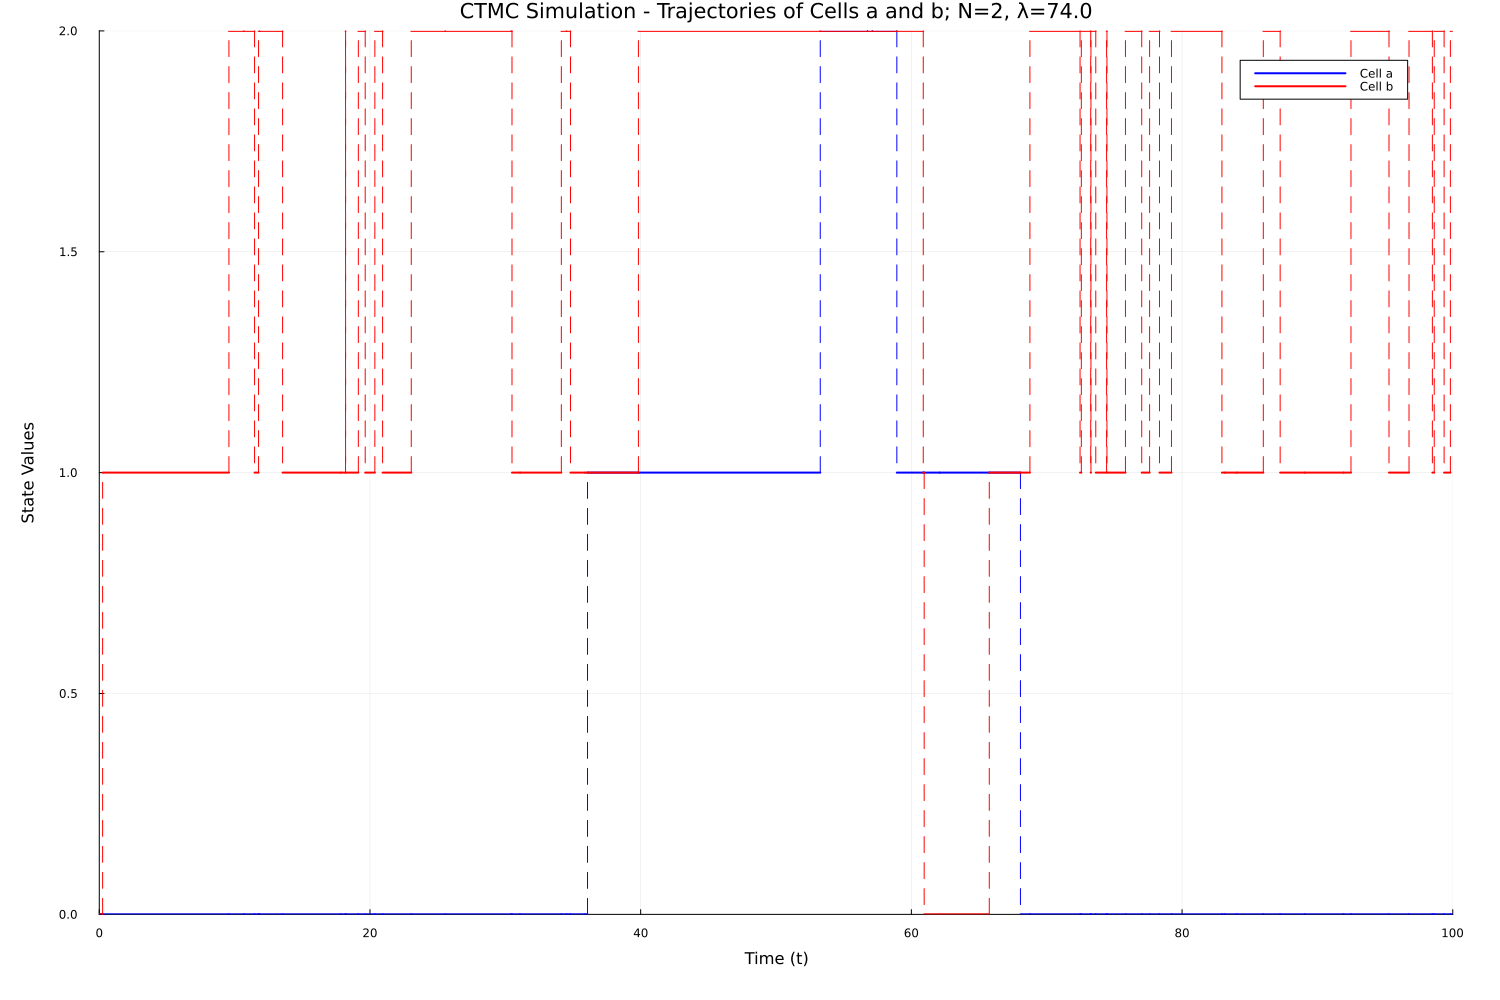 CTMC Simulation - Trajectories of Cells a and b; N=2, λ=74.0
2.0
Cell a
Cell b
1.5
1.0
State Values
0.5
0.0
0 20 40 60 80 100
Time (t)